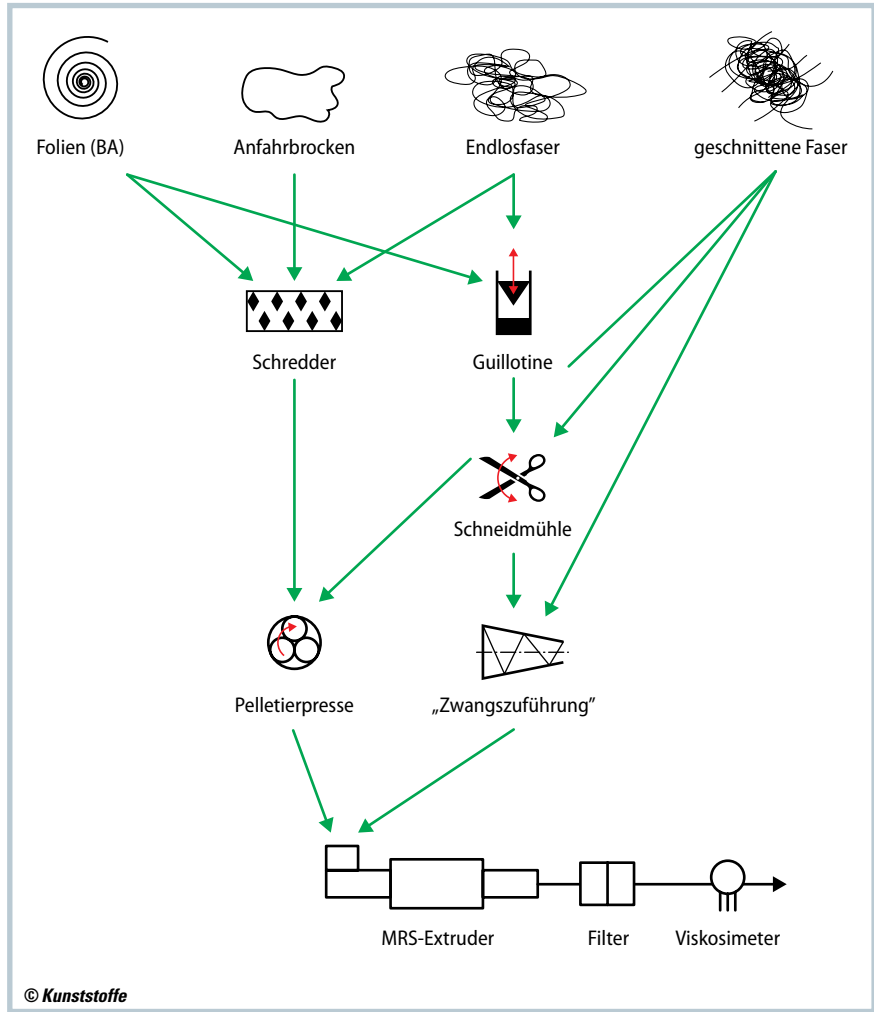 Folien (BA)
Anfahrbrocken
Endlosfaser
geschnittene Faser
Schredder
Guillotine
Schneidmühle
Pelletierpresse
„Zwangszuführung”
MRS-Extruder
Filter
Viskosimeter
© Kunststoffe